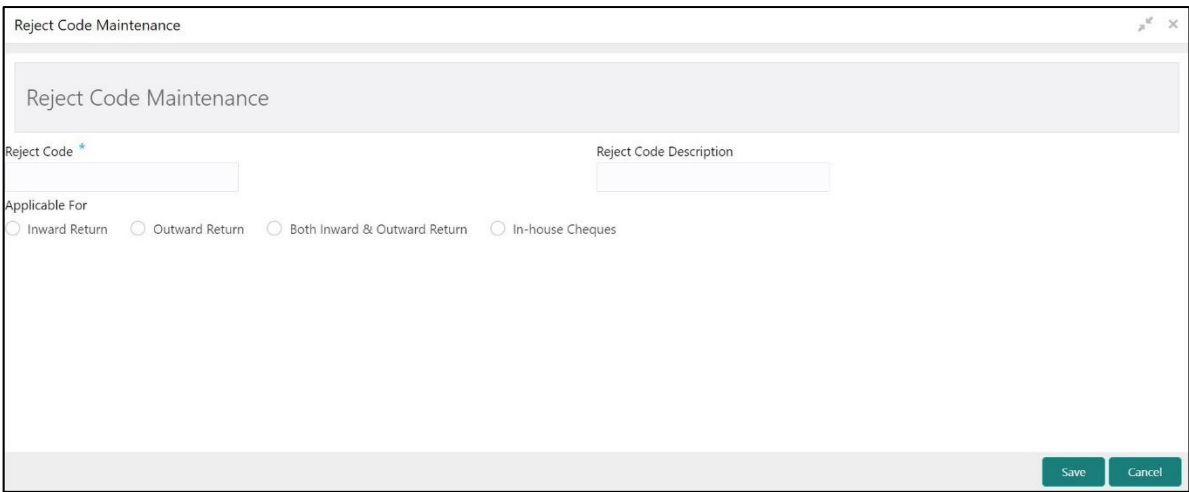 Reject Code Maintenance
Reject Code Maintenance
Reject Code * Reject Code Description
Applicable For
Inward Return Outward Return Both Inward & Outward Return In-house Cheques
Save Cancel